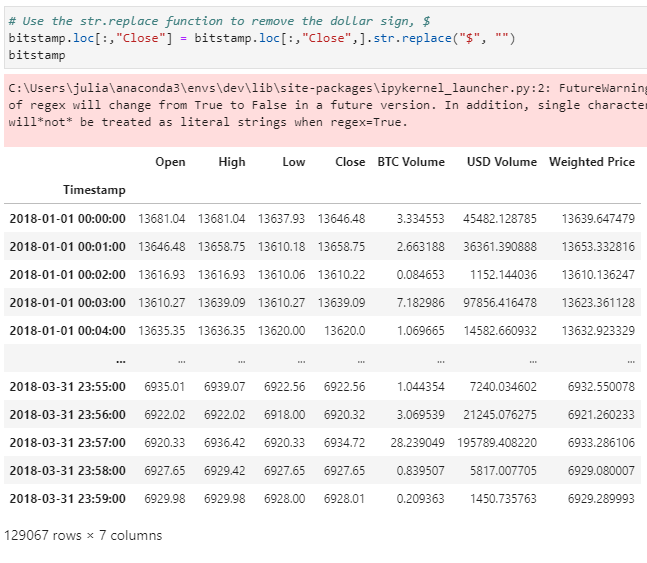 # Use the str.replace function to remove the dollar sign, $
bitstamp.loc[:,"Close"] = bitstamp.loc[:,"Close",].str.replace("$", "")
bitstamp
C:\Users\julia\anaconda3\envs\dev\lib\site-packages\ipykernel_launcher.py:2: FutureWarning
of regex will change from True to False in a future version. In addition, single character
will*not* be treated as literal strings when regex=True.
Open High Low Close BTC Volume USD Volume Weighted Price
Timestamp
2018-01-01 00:00:00 13681.04 13681.04 13637.93 13646.48 3.334553 45482.128785 13639.647479
2018-01-01 00:01:00 13646.48 13658.75 13610.18 13658.75 2.663188 36361.390888 13653.332816
2018-01-01 00:02:00 13616.93 13616.93 13610.06 13610.22 0.084653 1152.144036 13610.136247
2018-01-01 00:03:00 13610.27 13639.09 13610.27 13639.09 7.182986 97856.416478 13623.361128
2018-01-01 00:04:00 13635.35 13636.35 13620.00 13620.0 1.069665 14582.660932 13632.923329
... ... ... ... ... ... ... ...
2018-03-31 23:55:00 6935.01 6939.07 6922.56 6922.56 1.044354 7240.034602 6932.550078
2018-03-31 23:56:00 6922.02 6922.02 6918.00 6920.32 3.069539 21245.076275 6921.260233
2018-03-31 23:57:00 6920.33 6936.42 6920.33 6934.72 28.239049 195789.408220 6933.286106
2018-03-31 23:58:00 6927.65 6929.42 6927.65 6927.65 0.839507 5817.007705 6929.080007
2018-03-31 23:59:00 6929.98 6929.98 6928.00 6928.01 0.209363 1450.735763 6929.289993
129067 rows × 7 columns